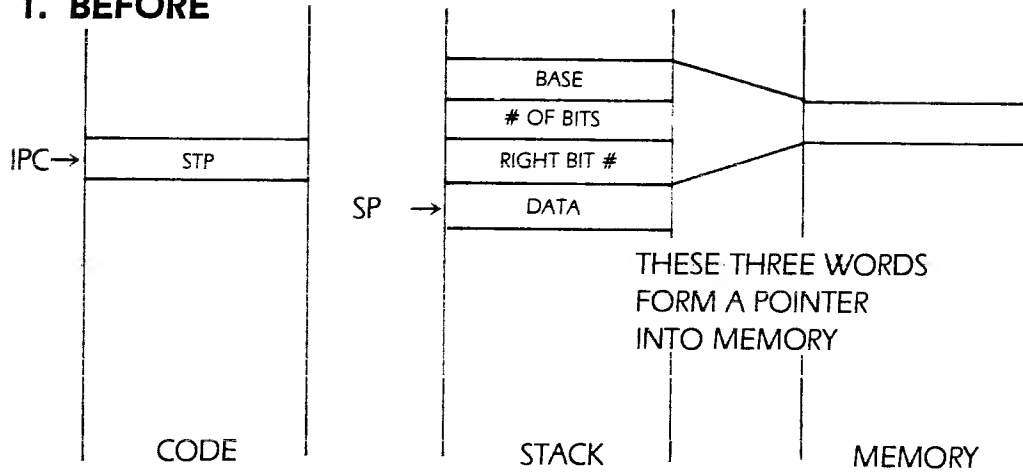 1. BEFORE
BASE
# OF BITS
IPC→ STP
RIGHT BIT #
SP → DATA
THESE THREE WORDS
FORM A POINTER
INTO MEMORY
CODE
STACK
MEMORY